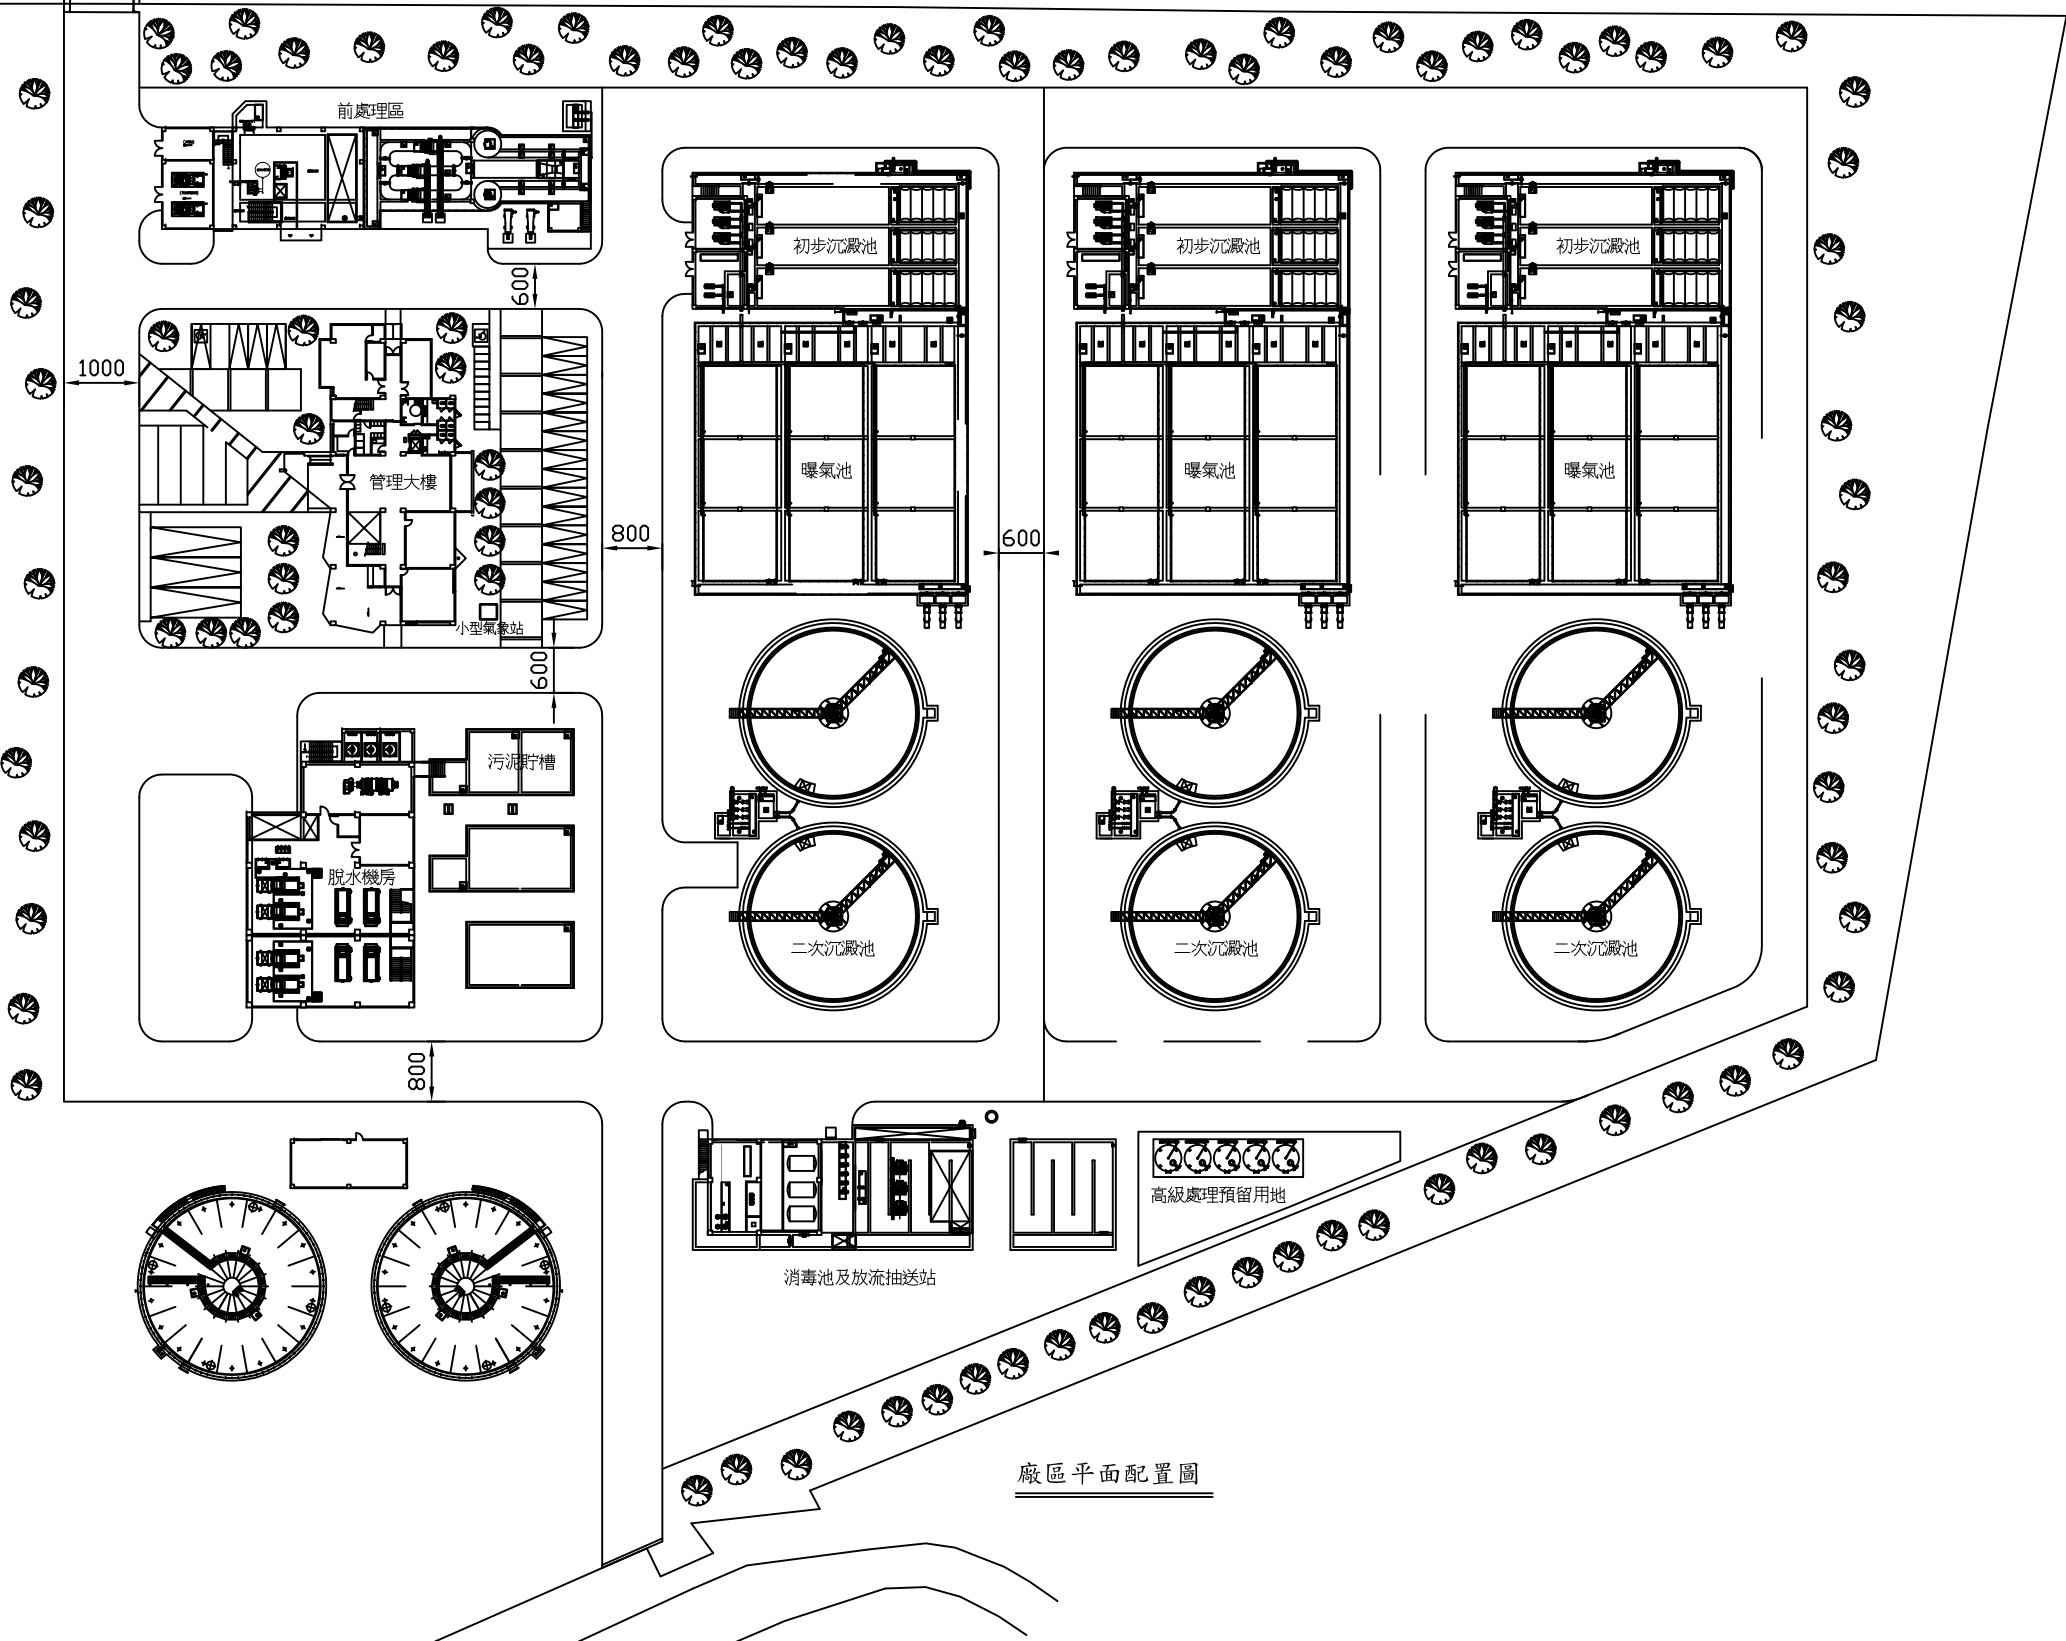 前處理區
600
初步沉澱池
初步沉澱池
初步沉澱池
1000
管理大樓
曝氣池
曝氣池
曝氣池
800
600
小型氣象站
600
污泥貯槽
脫水機房
二次沉澱池
二次沉澱池
二次沉澱池
800
高級處理預留用地
消毒池及放流抽送站
廠區平面配置圖